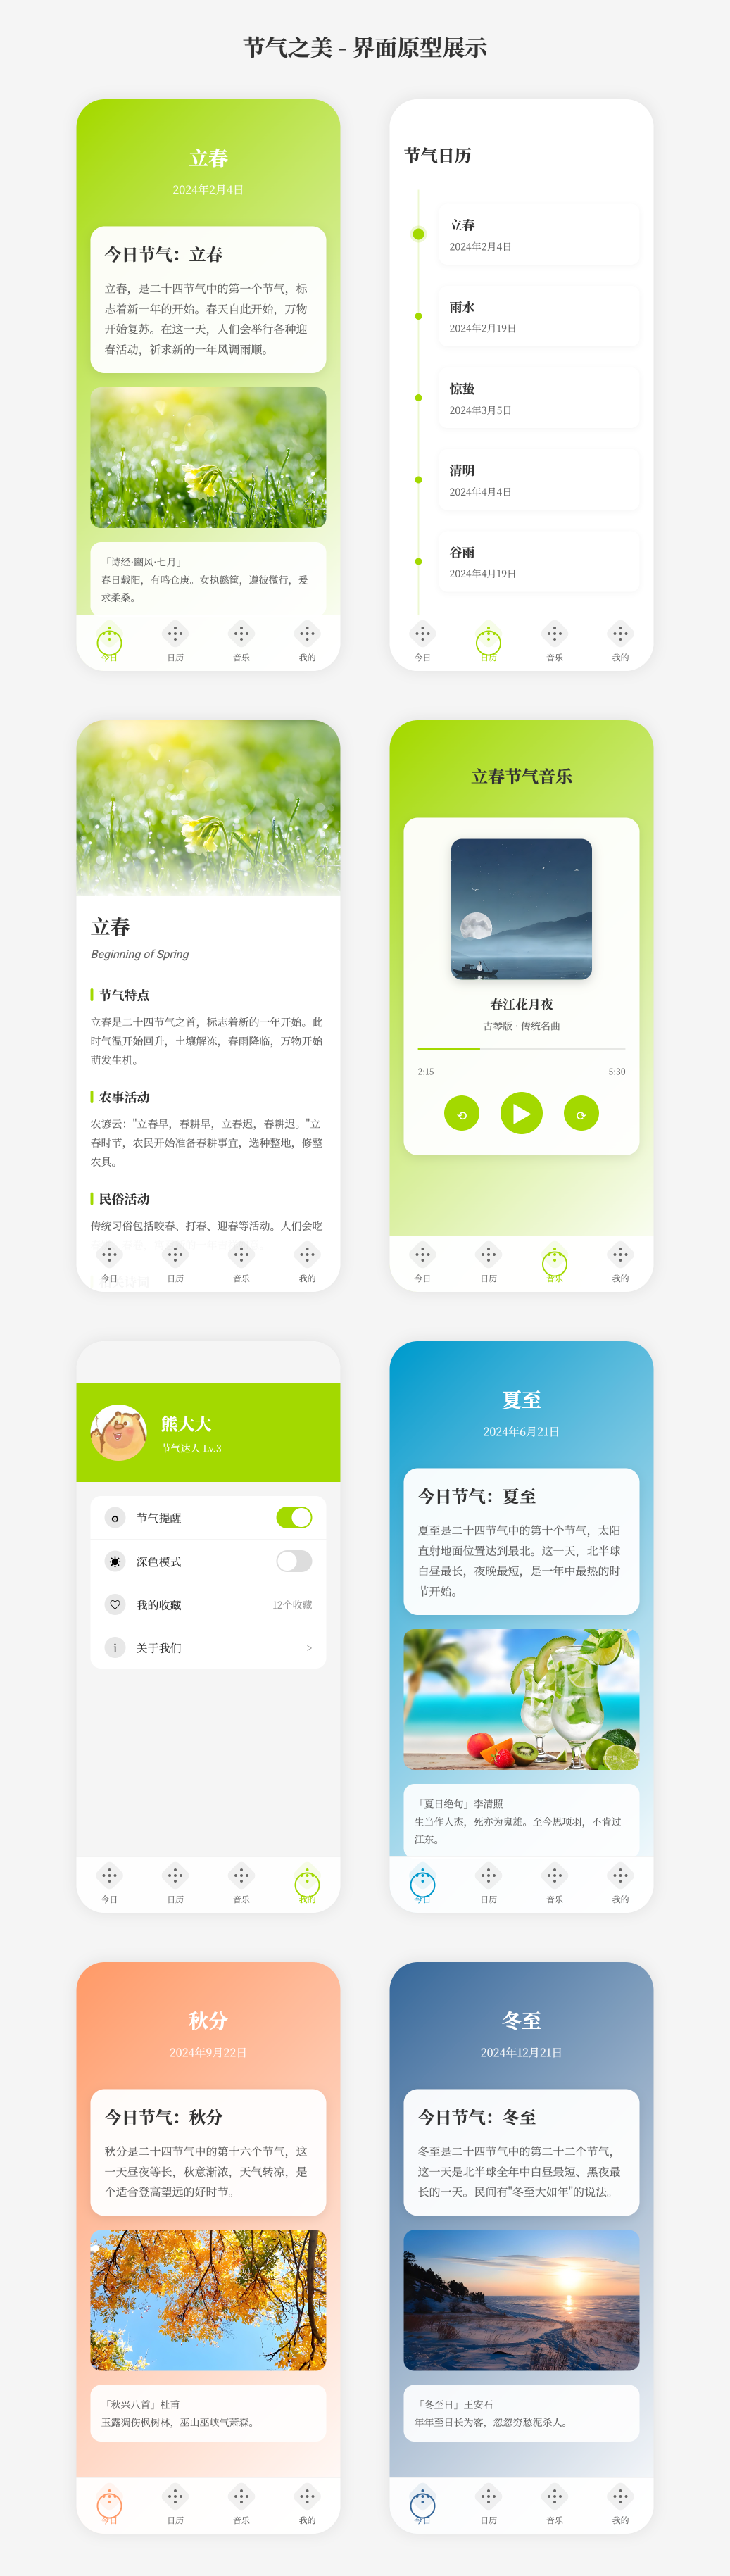 节气之美 - 界面原型展示
立春
2024年2月4日
今日节气：立春
立春，是二十四节气中的第一个节气，标
志着新一年的开始。春天自此开始，万物
开始复苏。在这一天，人们会举行各种迎
春活动，祈求新的一年风调雨顺。
「诗经·豳风·七月」
春日载阳，有鸣仓庚。女执懿筐，遵彼微行，爰
求柔桑。
今日
日历
音乐
我的
节气日历
立春
2024年2月4日
雨水
2024年2月19日
惊蛰
2024年3月5日
清明
2024年4月4日
谷雨
2024年4月19日
今日
日历
音乐
我的
立春
Beginning of Spring
节气特点
立春是二十四节气之首，标志着新的一年开始。此
时气温开始回升，土壤解冻，春雨降临，万物开始
萌发生机。
农事活动
农谚云："立春早，春耕早，立春迟，春耕迟。"立
春时节，农民开始准备春耕事宜，选种整地，修整
农具。
民俗活动
传统习俗包括咬春、打春、迎春等活动。人们会吃
今日
日历
音乐
我的
立春节气音乐
春江花月夜
古琴版 · 传统名曲
2:15
5:30
今日
日历
音乐
我的
熊大大
节气达人 Lv.3
节气提醒
深色模式
我的收藏
12个收藏
关于我们
>
今日
日历
音乐
我的
夏至
2024年6月21日
今日节气：夏至
夏至是二十四节气中的第十个节气，太阳
直射地面位置达到最北。这一天，北半球
白昼最长，夜晚最短，是一年中最热的时
节开始。
「夏日绝句」李清照
生当作人杰，死亦为鬼雄。至今思项羽，不肯过
江东。
今日
日历
音乐
我的
秋分
2024年9月22日
今日节气：秋分
秋分是二十四节气中的第十六个节气，这
一天昼夜等长，秋意渐浓，天气转凉，是
个适合登高望远的好时节。
「秋兴八首」杜甫
玉露凋伤枫树林，巫山巫峡气萧森。
今日
日历
音乐
我的
冬至
2024年12月21日
今日节气：冬至
冬至是二十四节气中的第二十二个节气，
这一天是北半球全年中白昼最短、黑夜最
长的一天。民间有"冬至大如年"的说法。
「冬至日」王安石
年年至日长为客，忽忽穷愁泥杀人。
今日
日历
音乐
我的